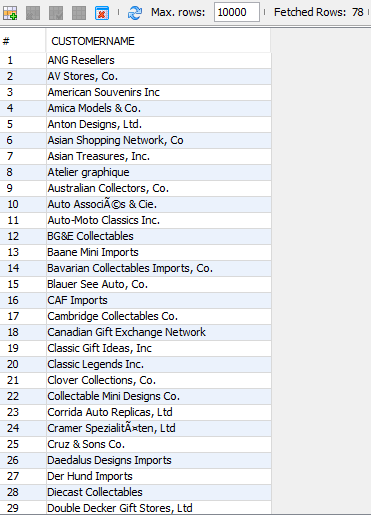 Max. rows: 10000 Fetched Rows: 78
# CUSTOMERNAME
1 ANG Resellers
2 AV Stores, Co.
3 American Souvenirs Inc
4 Amica Models & Co.
5 Anton Designs, Ltd.
6 Asian Shopping Network, Co
7 Asian Treasures, Inc.
8 Atelier graphique
9 Australian Collectors, Co.
10 Auto AssociÃ©s & Cie.
11 Auto-Moto Classics Inc.
12 BG&E Collectables
13 Baane Mini Imports
14 Bavarian Collectables Imports, Co.
15 Blauer See Auto, Co.
16 CAF Imports
17 Cambridge Collectables Co.
18 Canadian Gift Exchange Network
19 Classic Gift Ideas, Inc
20 Classic Legends Inc.
21 Clover Collections, Co.
22 Collectable Mini Designs Co.
23 Corrida Auto Replicas, Ltd
24 Cramer SpezialitÃ¤ten, Ltd
25 Cruz & Sons Co.
26 Daedalus Designs Imports
27 Der Hund Imports
28 Diecast Collectables
29 Double Decker Gift Stores, Ltd